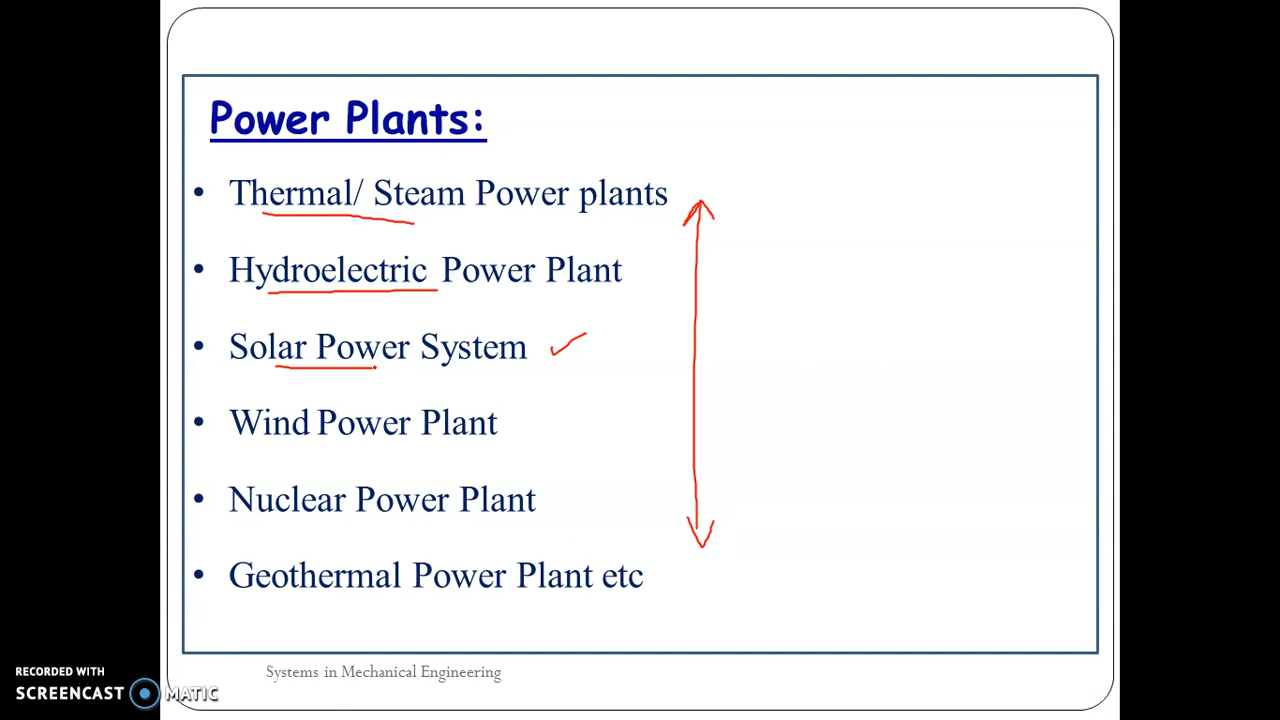 Power Plants:
• Thermal/ Steam Power plants
• Hydroelectric Power Plant
• Solar Power System
• Wind Power Plant
• Nuclear Power Plant
• Geothermal Power Plant etc
Systems in Mechanical Engineering
RECORDED WITH
SCREENCAST MATIC